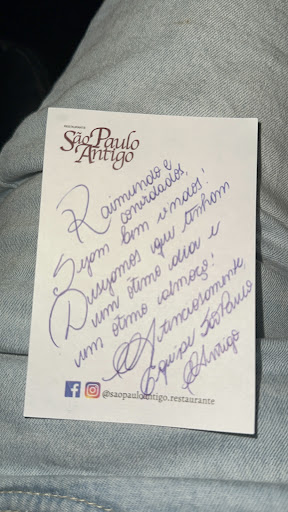 RESTAURANTE
São Paulo
Antigo
Raimundo e
convidados,
Sejam bem vindos!
Desejamos que tenham
um ótimo dia e
um ótimo almoço!
Atenciosamente,
Equipe São Paulo
Antigo
@saopauloantigo.restaurante